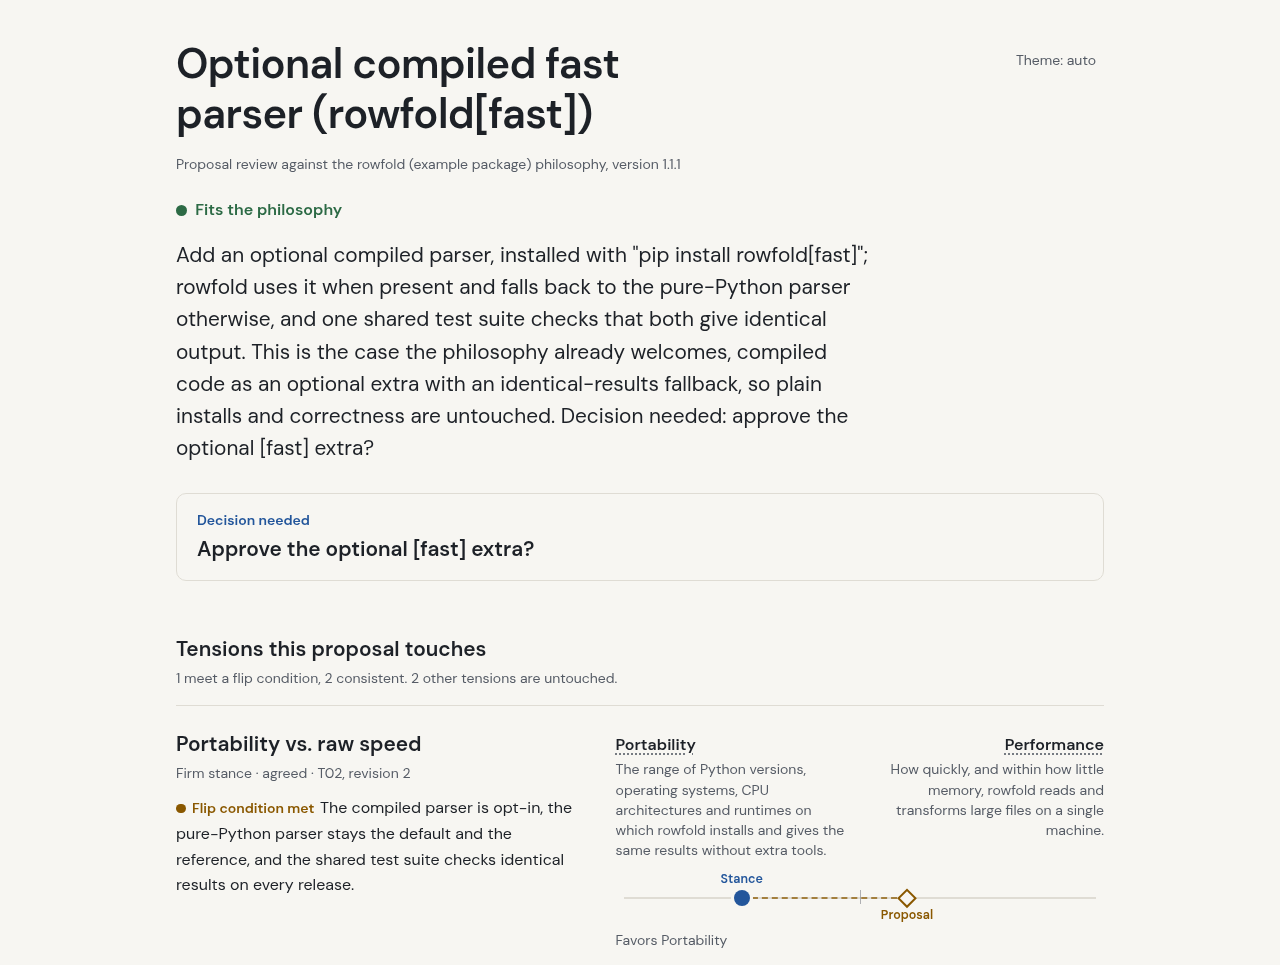 Optional compiled fast
parser (rowfold[fast])
Theme: auto
Proposal review against the rowfold (example package) philosophy, version 1.1.1
Fits the philosophy
Add an optional compiled parser, installed with "pip install rowfold[fast]";
rowfold uses it when present and falls back to the pure-Python parser
otherwise, and one shared test suite checks that both give identical
output. This is the case the philosophy already welcomes, compiled
code as an optional extra with an identical-results fallback, so plain
installs and correctness are untouched. Decision needed: approve the
optional [fast] extra?
Decision needed
Approve the optional [fast] extra?
Tensions this proposal touches
1 meet a flip condition, 2 consistent. 2 other tensions are untouched.
Portability vs. raw speed
Firm stance · agreed · T02, revision 2
Flip condition met The compiled parser is opt-in, the
pure-Python parser stays the default and the
reference, and the shared test suite checks identical
results on every release.
Portability
The range of Python versions,
operating systems, CPU
architectures and runtimes on
which rowfold installs and gives the
same results without extra tools.
Performance
How quickly, and within how little
memory, rowfold reads and
transforms large files on a single
machine.
Stance
Proposal
Favors Portability